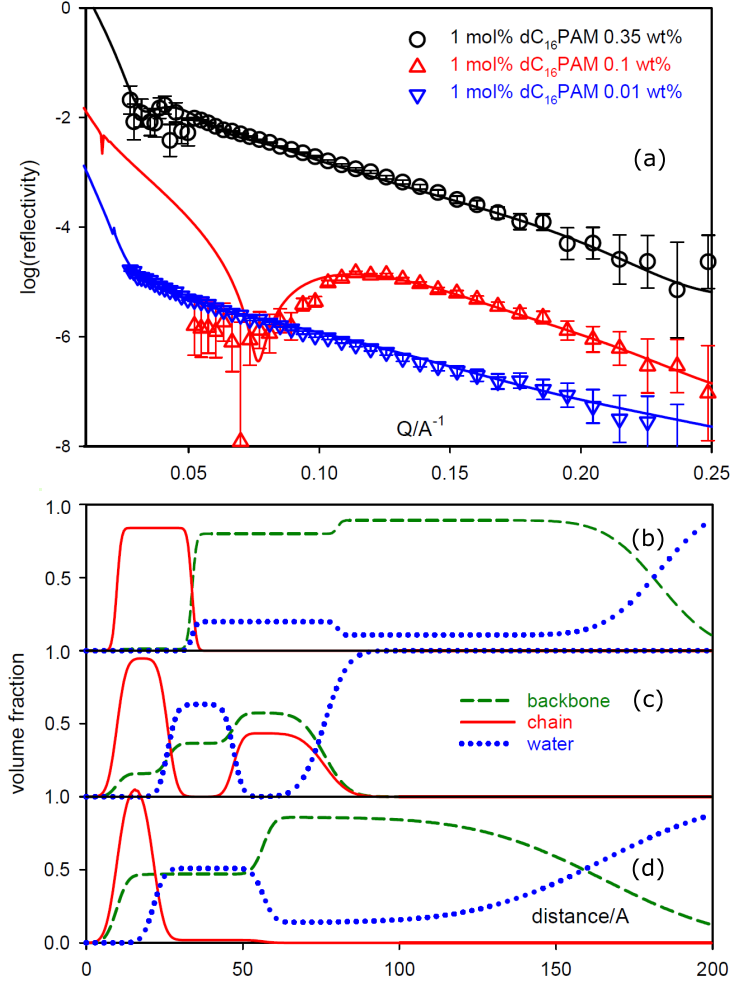 0
1 mol% dC16PAM 0.35 wt%
1 mol% dC16PAM 0.1 wt%
1 mol% dC16PAM 0.01 wt%
-2
(a)
log(reflectivity)
-4
-6
Q/A-1
-8
0.05 0.10 0.15 0.20 0.25
1.0
(b)
0.5
1.0
backbone
(c)
chain
0.5
water
volume fraction
1.0
(d)
0.5
distance/A
0.0
0 50 100 150 200